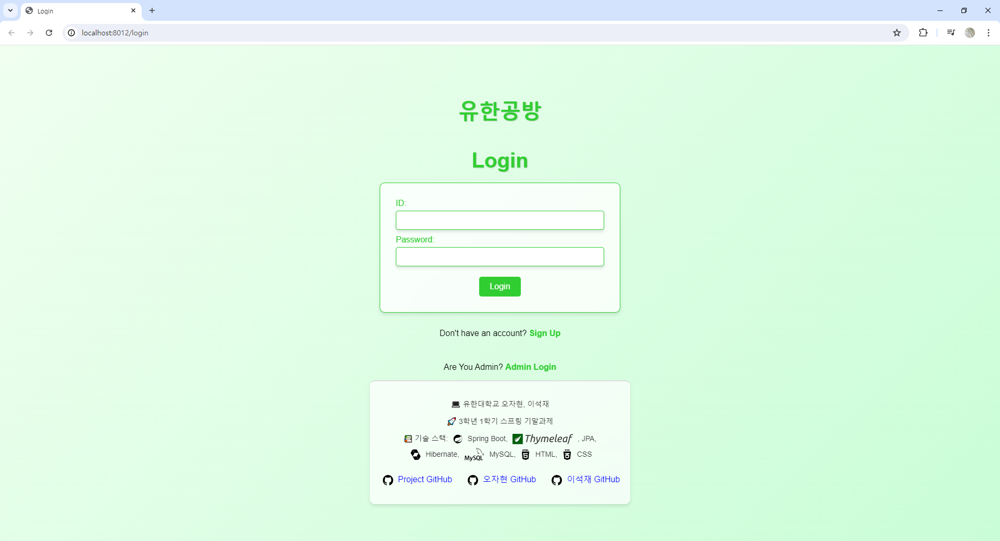 Login
localhost:8012/login
유한공방
Login
ID:
Password:
Login
Don't have an account? Sign Up
Are You Admin? Admin Login
유한대학교 오자현, 이석재
3학년 1학기 스프링 기말과제
기술 스택: Spring Boot, Thymeleaf , JPA,
Hibernate, MySQL MySQL, HTML HTML, CSS CSS
Project GitHub 오자현 GitHub 이석재 GitHub